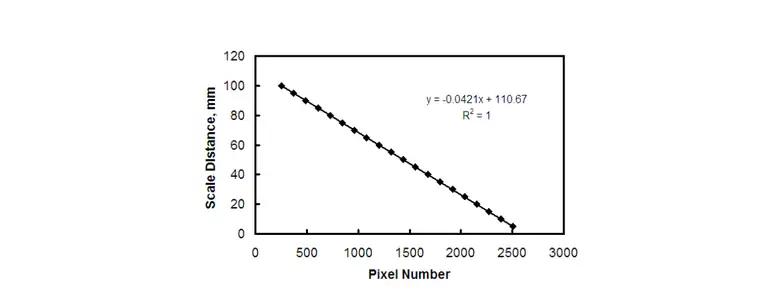 120
100
80
60
40
20
0
Scale Distance, mm
y = -0.0421x + 110.67
R² = 1
0 500 1000 1500 2000 2500 3000
Pixel Number